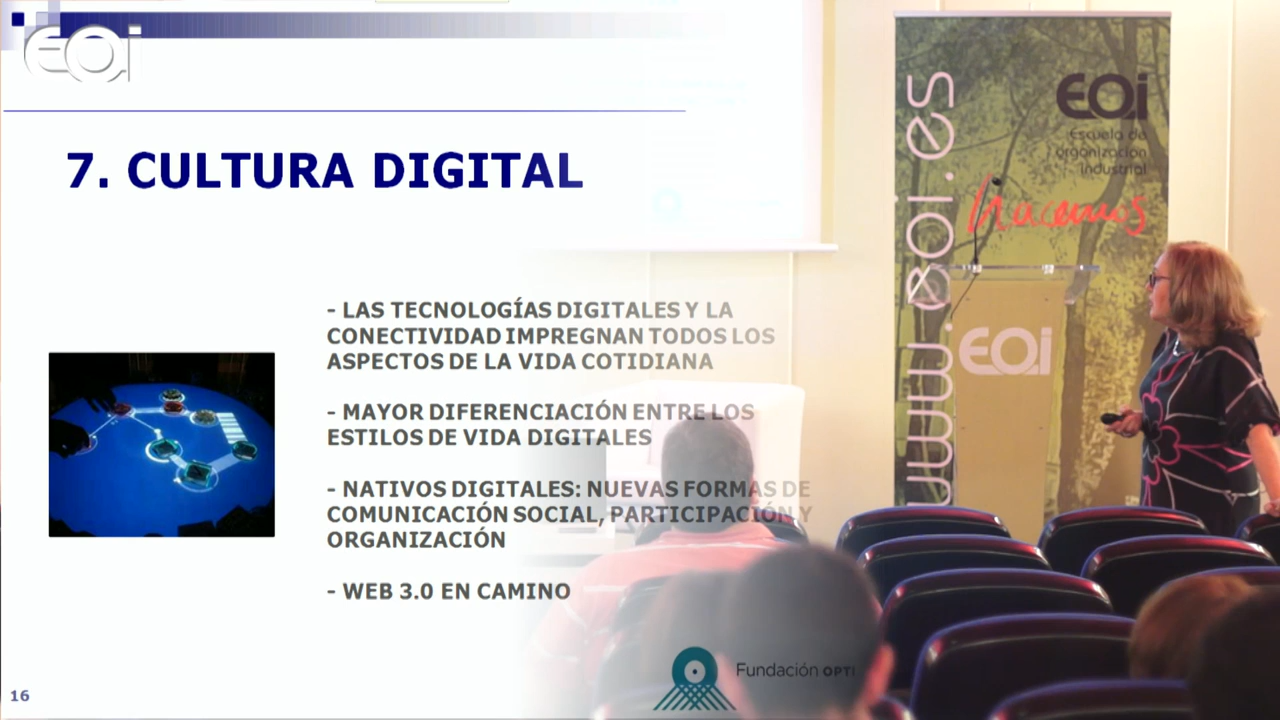 EOi
7. CULTURA DIGITAL
- LAS TECNOLOGÍAS DIGITALES Y LA
CONECTIVIDAD IMPREGNAN TODOS LOS
ASPECTOS DE LA VIDA COTIDIANA
- MAYOR DIFERENCIACIÓN ENTRE LOS
ESTILOS DE VIDA DIGITALES
- NATIVOS DIGITALES: NUEVAS FORMAS DE
COMUNICACIÓN SOCIAL, PARTICIPACIÓN Y
ORGANIZACIÓN
- WEB 3.0 EN CAMINO
16
Fundación OPTI
www.eoi.es
EOi
Escuela de
organización
industrial
hacemos
EOi